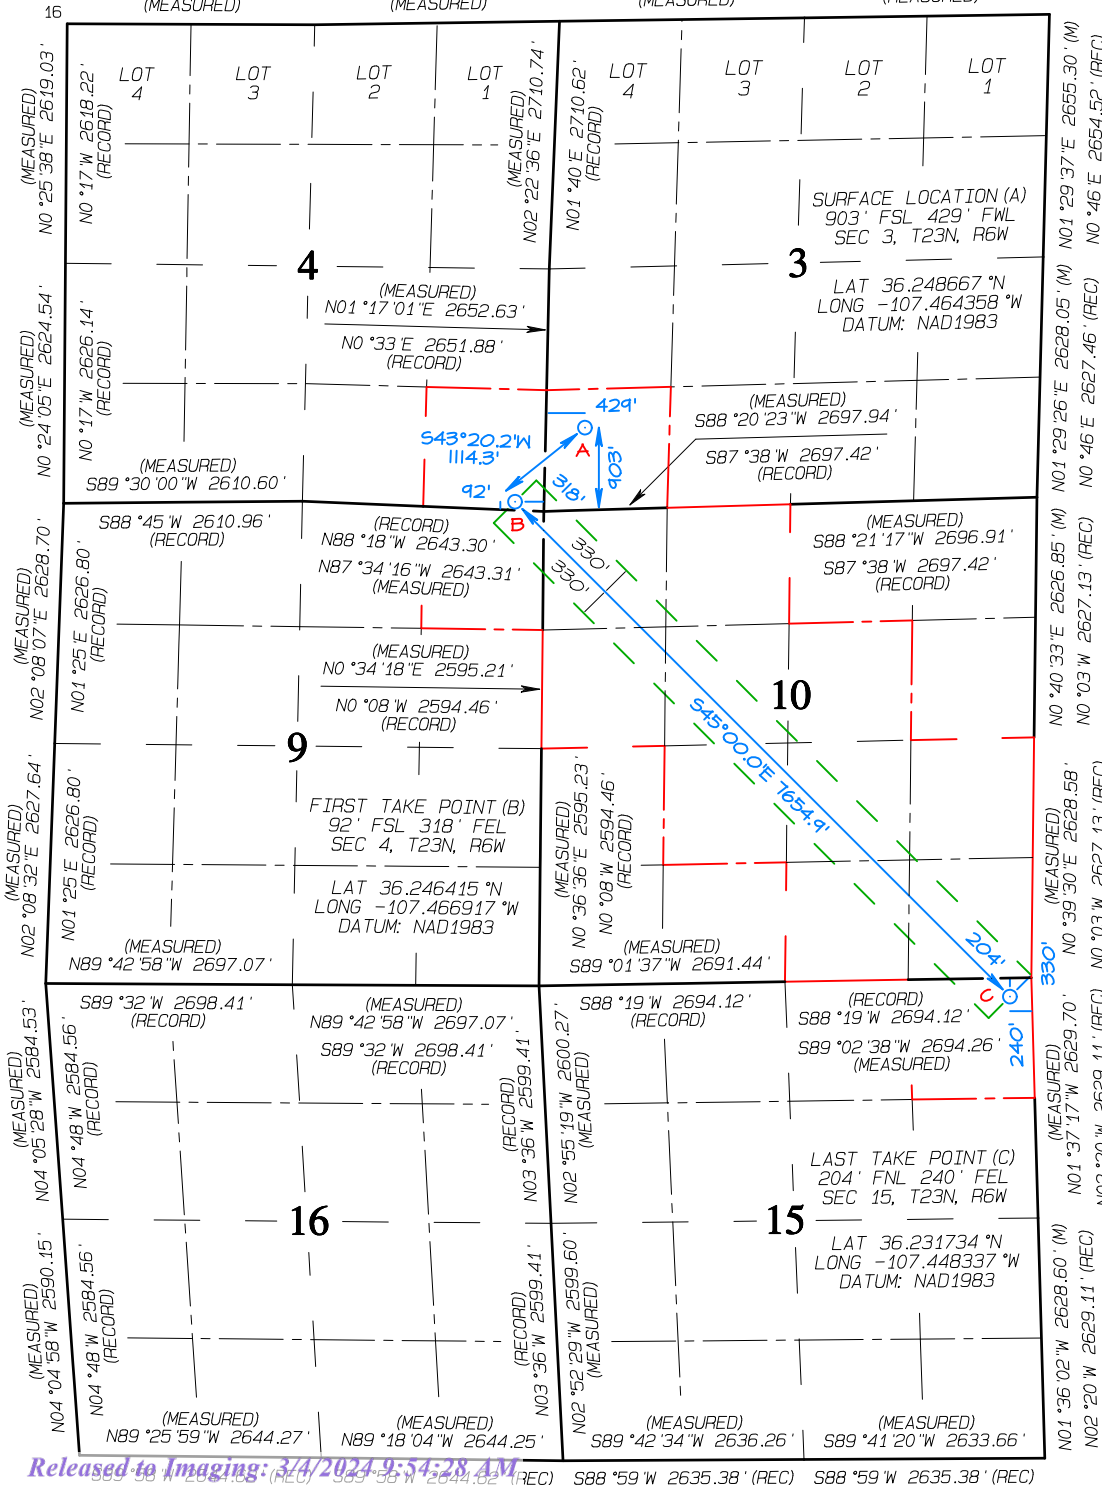 16
(MEASURED)
(MEASURED)
(MEASURED)
(MEASURED)
(MEASURED)
N0°25'38"E 2619.03'
N0°17'W 2618.22'
(RECORD)
LOT
4
LOT
3
LOT
2
LOT
1
(MEASURED)
N02°22'36"E 2710.74'
N01°40'E 2710.62'
(RECORD)
LOT
4
LOT
3
LOT
2
LOT
1
N01°29'37"E 2655.30' (M)
N0°46'E 2654.52' (REC)
SURFACE LOCATION (A)
903' FSL 429' FWL
SEC 3, T23N, R6W
LAT 36.248667 °N
LONG -107.464358 °W
DATUM: NAD1983
4
3
(MEASURED)
N01°17'01"E 2652.63'
N0°33'E 2651.88'
(RECORD)
(MEASURED)
N0°24'05"E 2624.54'
N0°17'W 2626.14'
(RECORD)
N01°29'26"E 2628.05' (M)
N0°46'E 2627.46' (REC)
429'
(MEASURED)
S88°20'23"W 2697.94'
S87°38'W 2697.42'
(RECORD)
S43°20.2'W
1114.3'
A
903'
(MEASURED)
S89°30'00"W 2610.60'
92'
318'
B
S88°45'W 2610.96'
(RECORD)
(RECORD)
N88°18'W 2643.30'
N87°34'16"W 2643.31'
(MEASURED)
330'
330'
(MEASURED)
S88°21'17"W 2696.91'
S87°38'W 2697.42'
(RECORD)
(MEASURED)
N02°08'07"E 2628.70'
N01°25'E 2626.80'
(RECORD)
N0°40'33"E 2626.85' (M)
N0°03'W 2627.13' (REC)
(MEASURED)
N0°34'18"E 2595.21'
N0°08'W 2594.46'
(RECORD)
9
10
S45°00.0'E 7654.9'
FIRST TAKE POINT (B)
92' FSL 318' FEL
SEC 4, T23N, R6W
LAT 36.246415 °N
LONG -107.466917 °W
DATUM: NAD1983
(MEASURED)
N02°08'32"E 2627.64'
N01°25'E 2626.80'
(RECORD)
(MEASURED)
N0°36'36"E 2595.23'
N0°08'W 2594.46'
(RECORD)
(MEASURED)
N0°39'30"E 2628.58'
N0°03'W 2627.13' (REC)
(MEASURED)
N89°42'58"W 2697.07'
(MEASURED)
S89°01'37"W 2691.44'
204'
330'
C
240'
S89°32'W 2698.41'
(RECORD)
(MEASURED)
N89°42'58"W 2697.07'
S89°32'W 2698.41'
(RECORD)
S88°19'W 2694.12'
(RECORD)
(RECORD)
S88°19'W 2694.12'
S89°02'38"W 2694.26'
(MEASURED)
(MEASURED)
N04°05'28"W 2584.53'
N04°48'W 2584.56'
(RECORD)
(RECORD)
N03°36'W 2599.41'
N02°55'19"W 2600.27'
(MEASURED)
(MEASURED)
N01°37'17"W 2629.70'
N02°20'W 2629.11' (REC)
LAST TAKE POINT (C)
204' FNL 240' FEL
SEC 15, T23N, R6W
LAT 36.231734 °N
LONG -107.448337 °W
DATUM: NAD1983
16
15
(MEASURED)
N04°04'58"W 2590.15'
N04°48'W 2584.56'
(RECORD)
(RECORD)
N03°36'W 2599.41'
N02°52'29"W 2599.60'
(MEASURED)
N01°36'02"W 2628.60' (M)
N02°20'W 2629.11' (REC)
(MEASURED)
N89°25'59"W 2644.27'
(MEASURED)
N89°18'04"W 2644.25'
(MEASURED)
S89°42'34"W 2636.26'
(MEASURED)
S89°41'20"W 2633.66'
Released to Imaging: 3/4/2024 9:54:28 AM
(REC)
(REC)
S88°59'W 2635.38' (REC)
S88°59'W 2635.38' (REC)